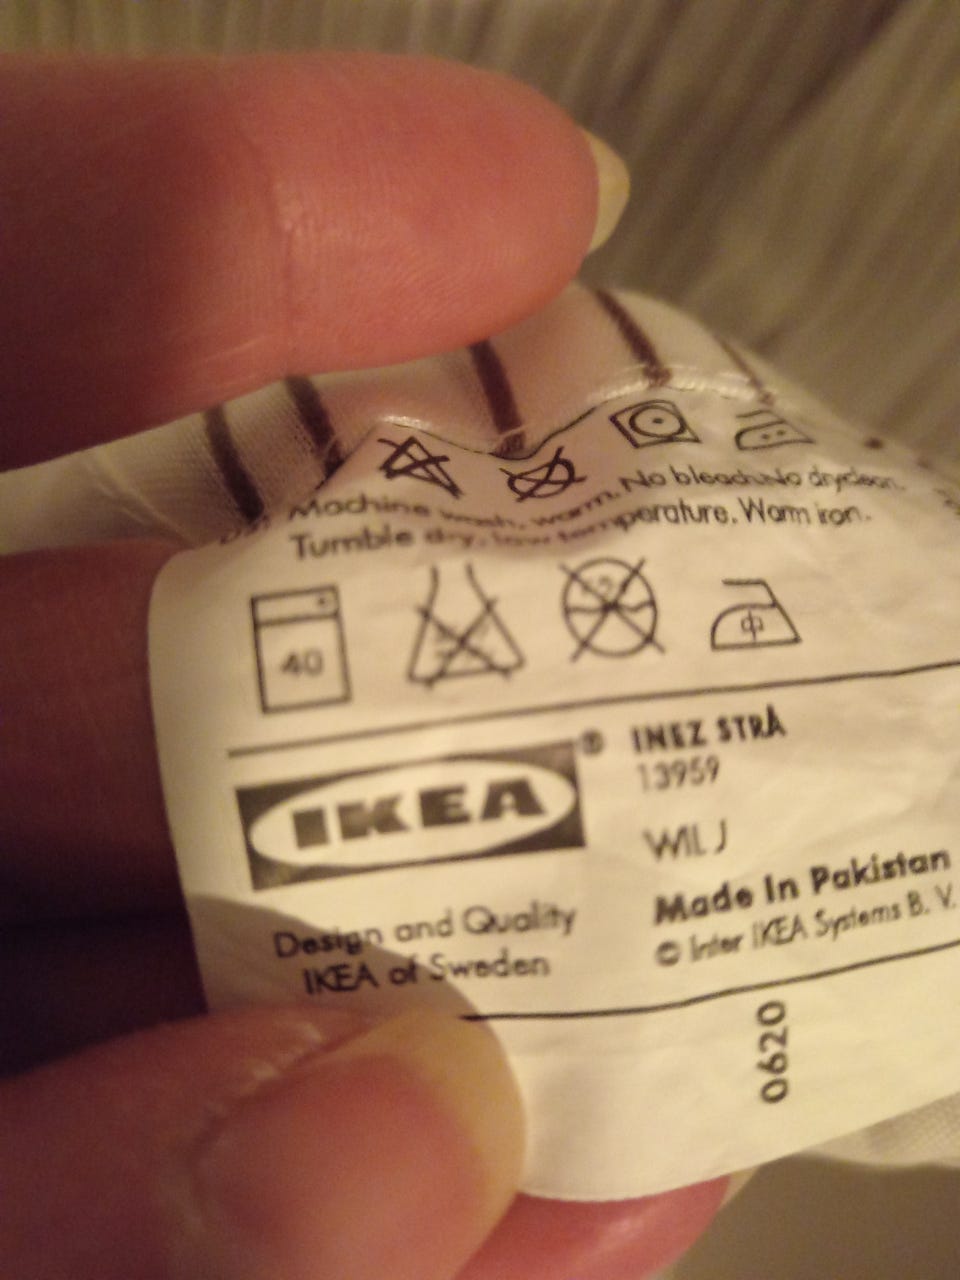 Machine wash, warm. No bleach. No dryclean.
Tumble dry, low temperature. Warm iron.
40
IKEA®
INEZ STRÅ
13959
WIL J
Made In Pakistan
© Inter IKEA Systems B. V.
Design and Quality
IKEA of Sweden
0620